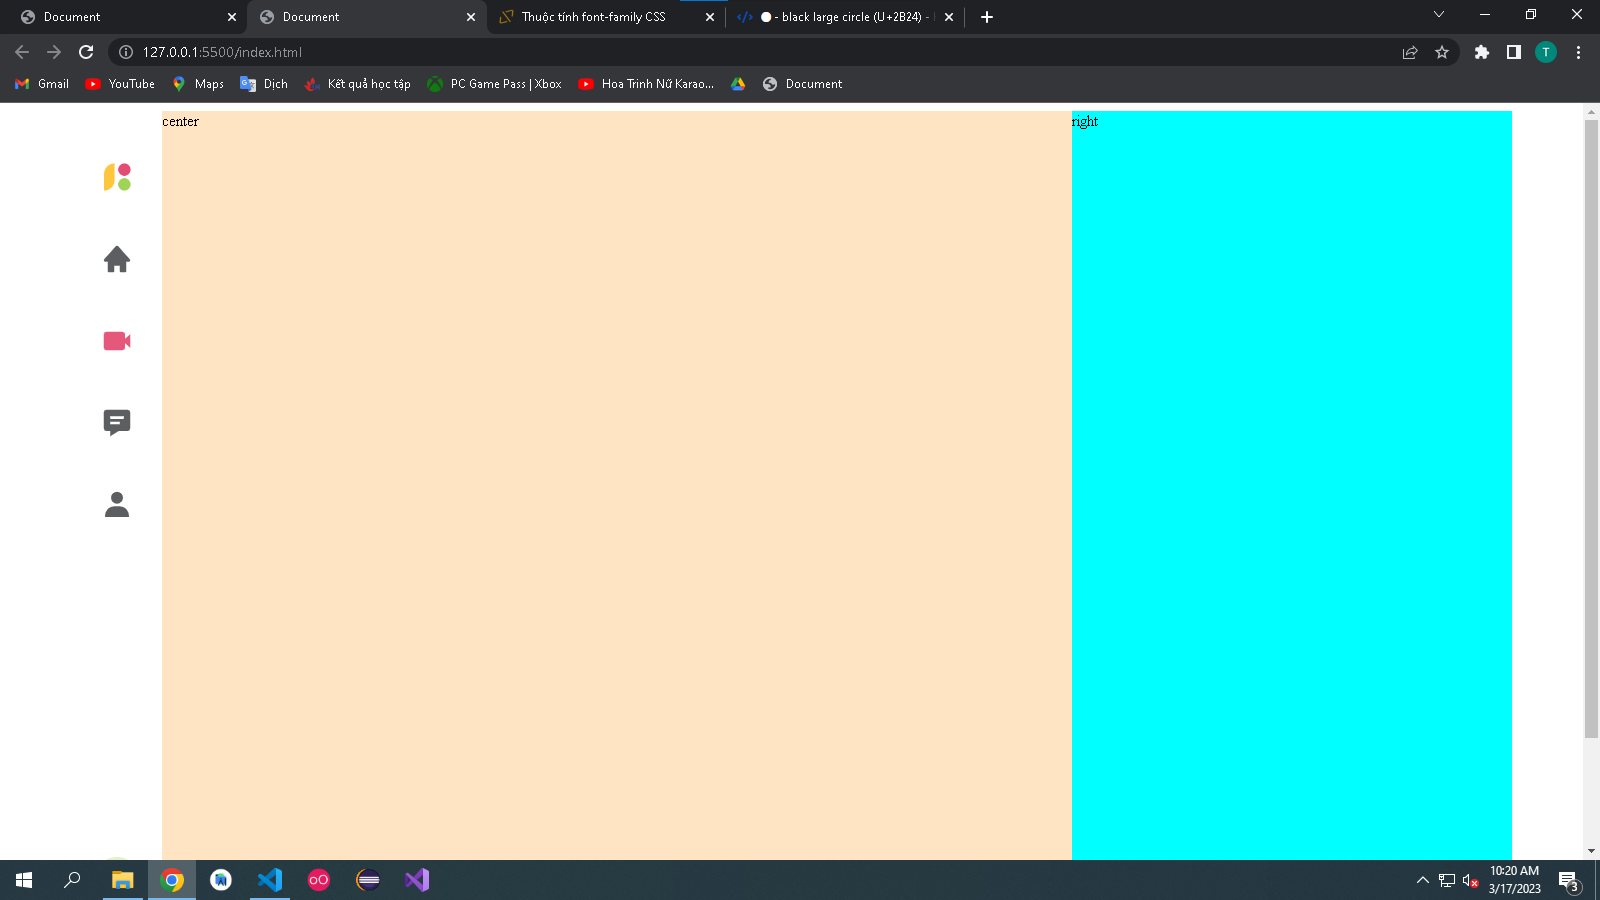 Document
Document
Thuộc tính font-family CSS
- black large circle (U+2B24) -
127.0.0.1:5500/index.html
T
Gmail
YouTube
Maps
Dịch
Kết quả học tập
PC Game Pass | Xbox
Hoa Trinh Nữ Karao...
Document
center
right
10:20 AM
3/17/2023
3